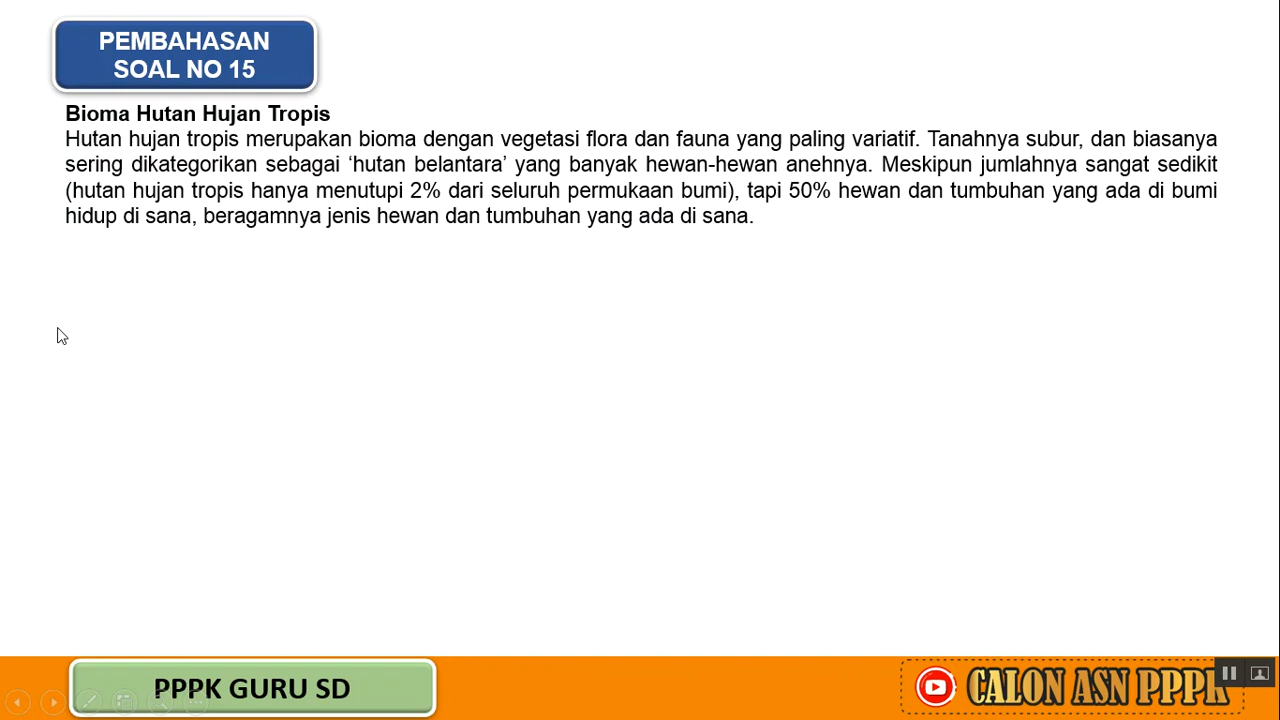 PEMBAHASAN
SOAL NO 15
Bioma Hutan Hujan Tropis
Hutan hujan tropis merupakan bioma dengan vegetasi flora dan fauna yang paling variatif. Tanahnya subur, dan biasanya
sering dikategorikan sebagai ‘hutan belantara’ yang banyak hewan-hewan anehnya. Meskipun jumlahnya sangat sedikit
(hutan hujan tropis hanya menutupi 2% dari seluruh permukaan bumi), tapi 50% hewan dan tumbuhan yang ada di bumi
hidup di sana, beragamnya jenis hewan dan tumbuhan yang ada di sana.
PPPK GURU SD
CALON ASN PPPK